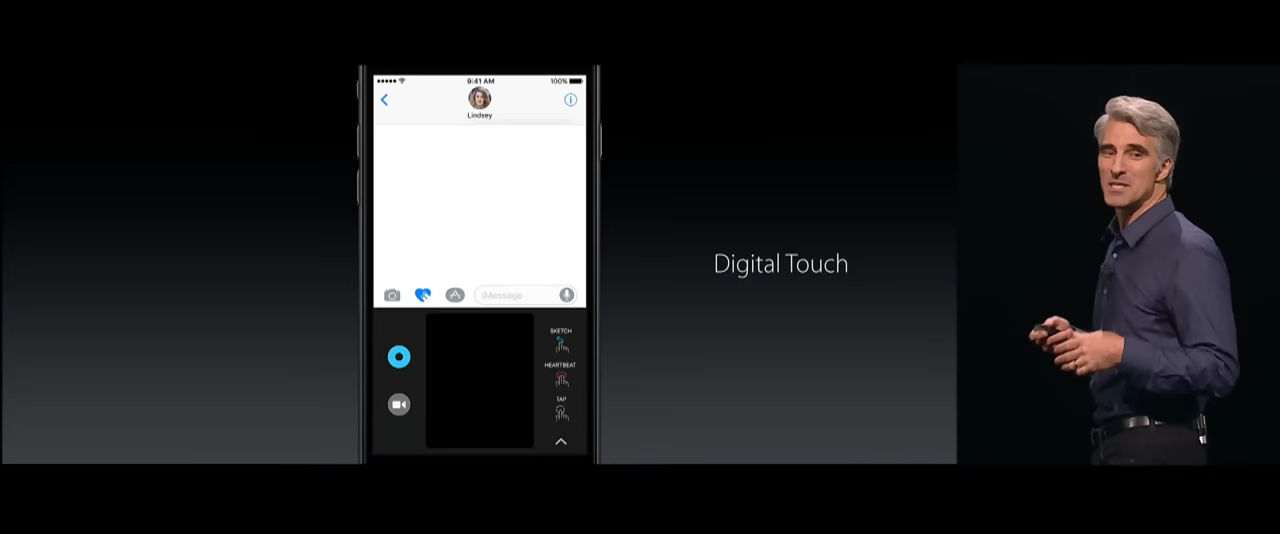 9:41 AM
100%
Lindsey
iMessage
SKETCH
HEARTBEAT
TAP
Digital Touch